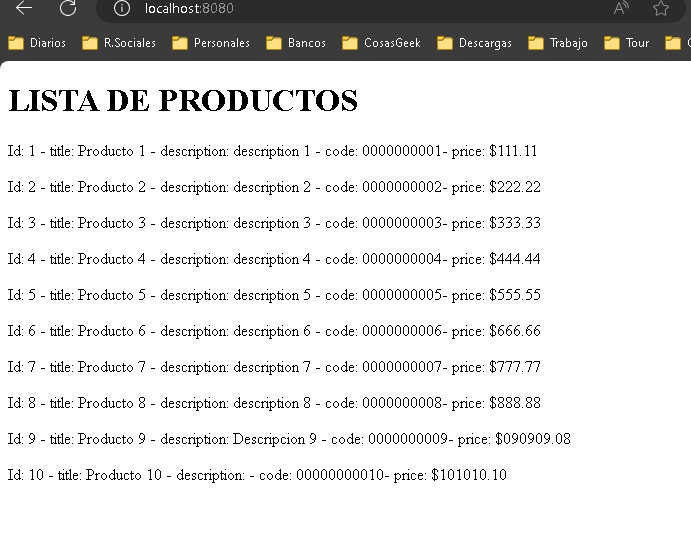 localhost:8080
Diarios R.Sociales Personales Bancos CosasGeek Descargas Trabajo Tour
LISTA DE PRODUCTOS
Id: 1 - title: Producto 1 - description: description 1 - code: 0000000001- price: $111.11
Id: 2 - title: Producto 2 - description: description 2 - code: 0000000002- price: $222.22
Id: 3 - title: Producto 3 - description: description 3 - code: 0000000003- price: $333.33
Id: 4 - title: Producto 4 - description: description 4 - code: 0000000004- price: $444.44
Id: 5 - title: Producto 5 - description: description 5 - code: 0000000005- price: $555.55
Id: 6 - title: Producto 6 - description: description 6 - code: 0000000006- price: $666.66
Id: 7 - title: Producto 7 - description: description 7 - code: 0000000007- price: $777.77
Id: 8 - title: Producto 8 - description: description 8 - code: 0000000008- price: $888.88
Id: 9 - title: Producto 9 - description: Descripcion 9 - code: 0000000009- price: $090909.08
Id: 10 - title: Producto 10 - description: - code: 00000000010- price: $101010.10